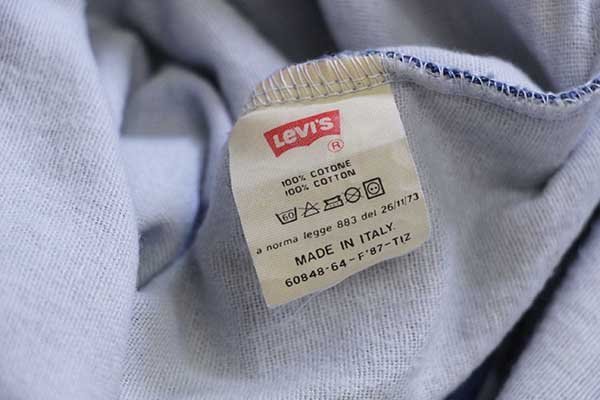 Levi's
R
100% COTONE
100% COTTON
60
a norma legge 883 del 26/11/73
MADE IN ITALY.
60848-64-F'87-TIZ